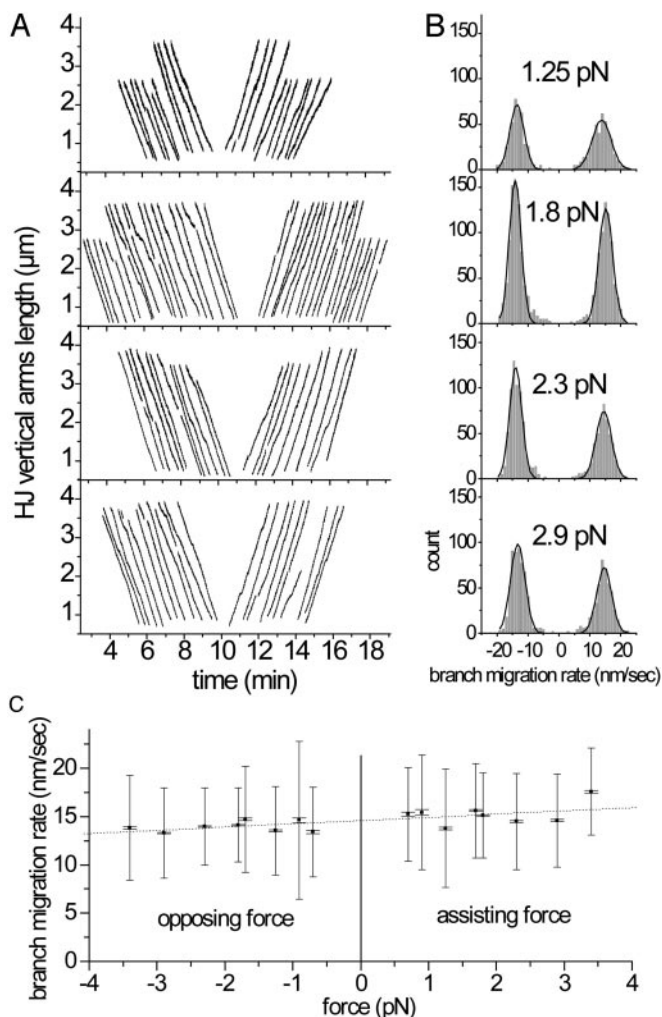 A
B
HJ vertical arms length (µm)
4
3
2
1
4
3
2
1
4
3
2
1
4
3
2
1
4 6 8 10 12 14 16 18
time (min)
150
100
50
0
1.25 pN
150
100
50
0
1.8 pN
150
100
50
0
2.3 pN
150
100
50
0
2.9 pN
count
-20 -10 0 10 20
branch migration rate (nm/sec)
C
branch migration rate (nm/sec)
20
15
10
5
0
opposing force
assisting force
-4 -3 -2 -1 0 1 2 3 4
force (pN)